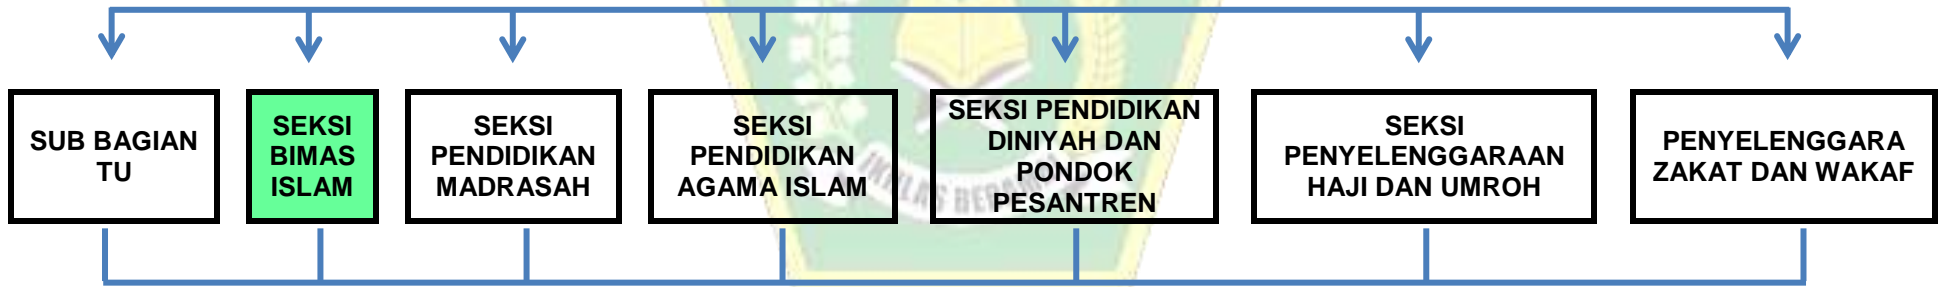 SUB BAGIAN
TU
SEKSI
BIMAS
ISLAM
SEKSI
PENDIDIKAN
MADRASAH
SEKSI
PENDIDIKAN
AGAMA ISLAM
SEKSI PENDIDIKAN
DINIYAH DAN
PONDOK
PESANTREN
SEKSI
PENYELENGGARAAN
HAJI DAN UMROH
PENYELENGGARA
ZAKAT DAN WAKAF
IKHLAS